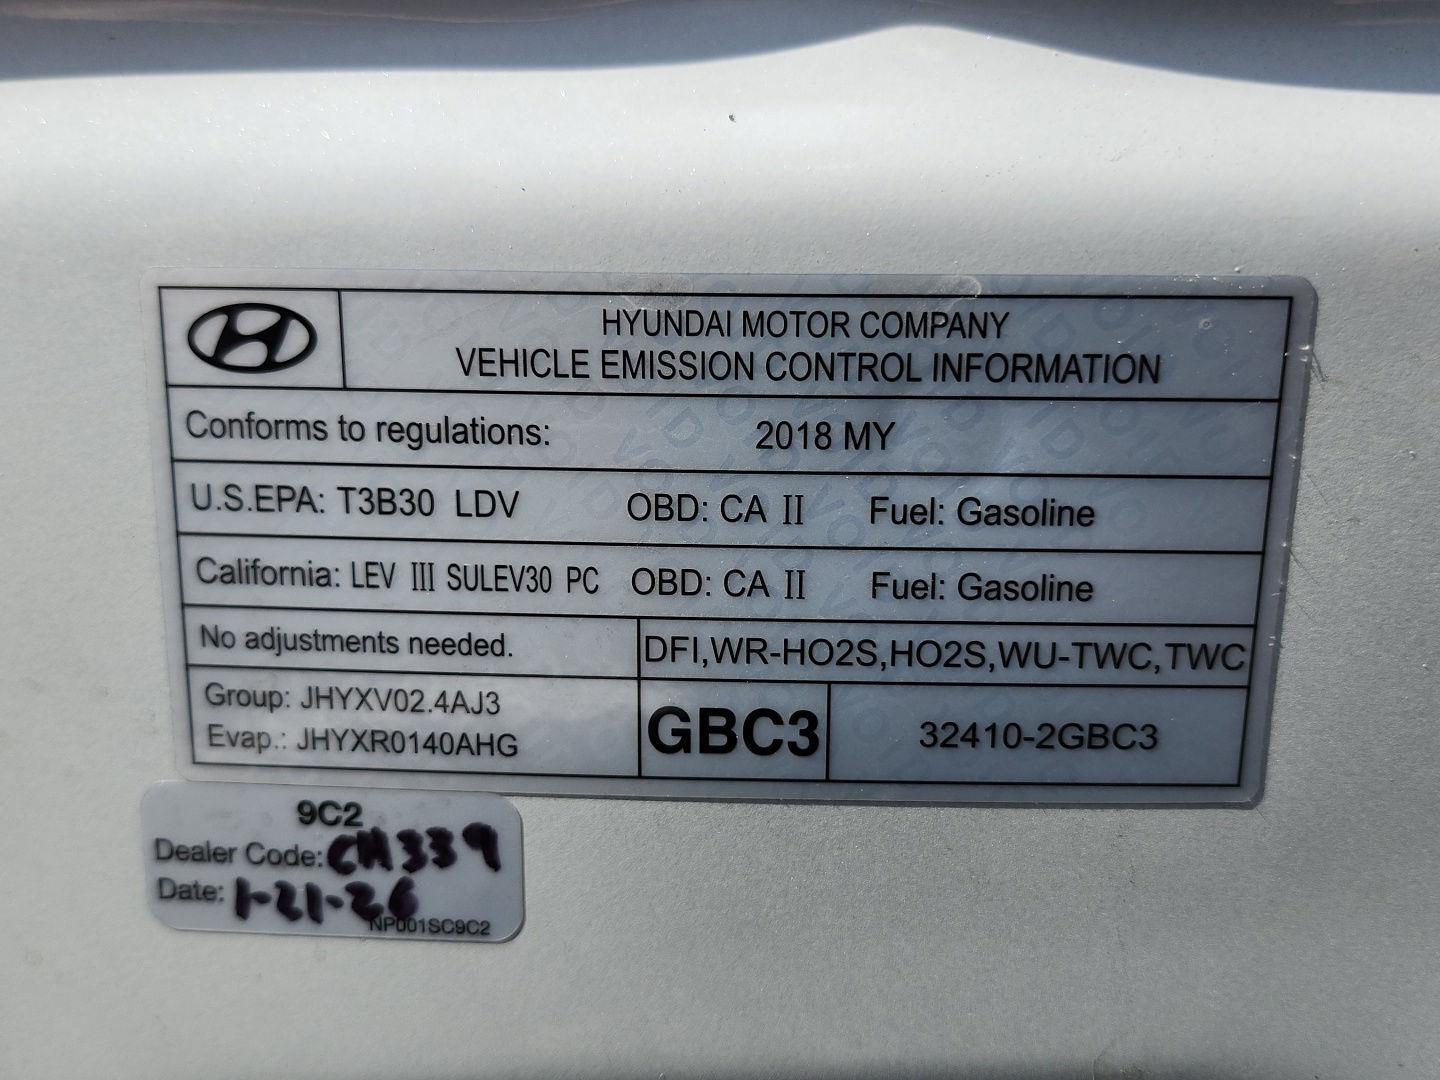 HYUNDAI MOTOR COMPANY
VEHICLE EMISSION CONTROL INFORMATION
Conforms to regulations: 2018 MY
U.S.EPA: T3B30 LDV OBD: CA II Fuel: Gasoline
California: LEV III SULEV30 PC OBD: CA II Fuel: Gasoline
No adjustments needed. DFI,WR-HO2S,HO2S,WU-TWC,TWC
Group: JHYXV02.4AJ3
Evap.: JHYXR0140AHG
GBC3 32410-2GBC3
9C2
Dealer Code: CA339
Date: 1-21-26
NP001SC9C2